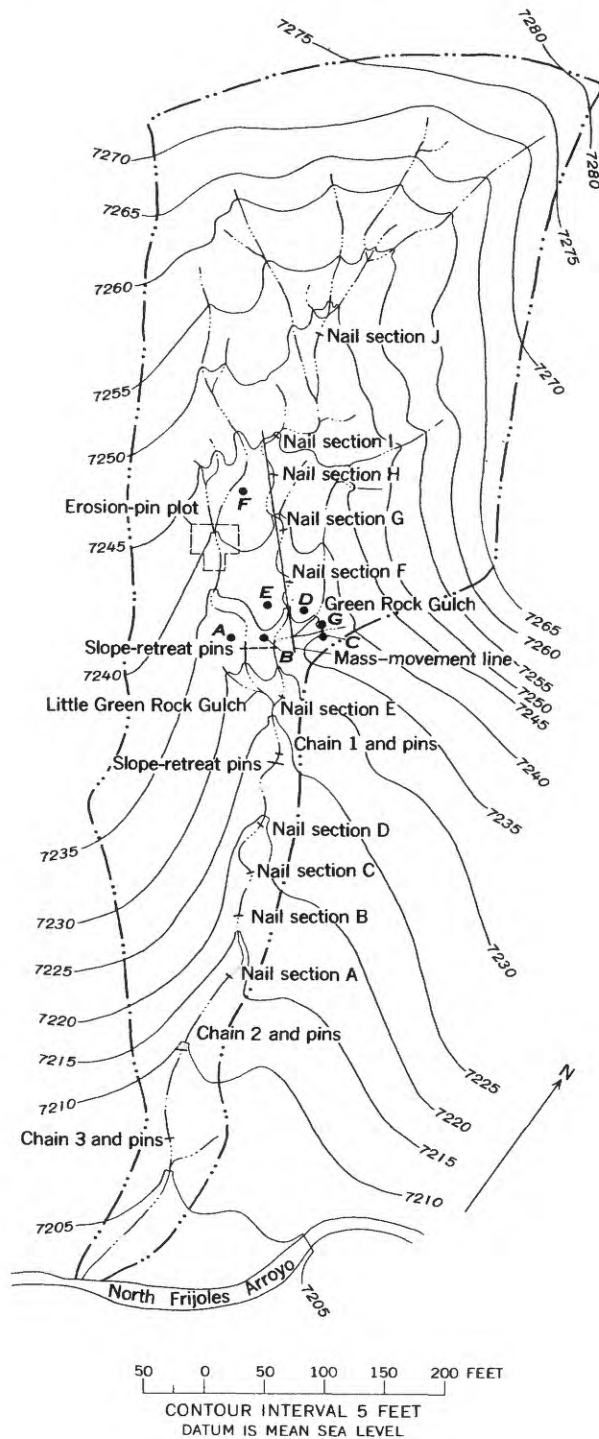 7275
7280
7270
7280
7265
7275
7260
Nail section J
7270
7255
Nail section I
7250
Nail section H
Erosion-pin plot
F
Nail section G
7245
Nail section F
E
D
Green Rock Gulch
7265
A
G
7260
Slope-retreat pins
B
C
7255
7240
Mass-movement line
7250
Little Green Rock Gulch
7245
Nail section E
7240
Chain 1 and pins
Slope-retreat pins
7235
Nail section D
7235
Nail section C
7230
Nail section B
7230
7225
Nail section A
7220
Chain 2 and pins
7215
7225
N
7210
7220
Chain 3 and pins
7215
7210
7205
North Frijoles Arroyo
7205
50 0 50 100 150 200 FEET
CONTOUR INTERVAL 5 FEET
DATUM IS MEAN SEA LEVEL